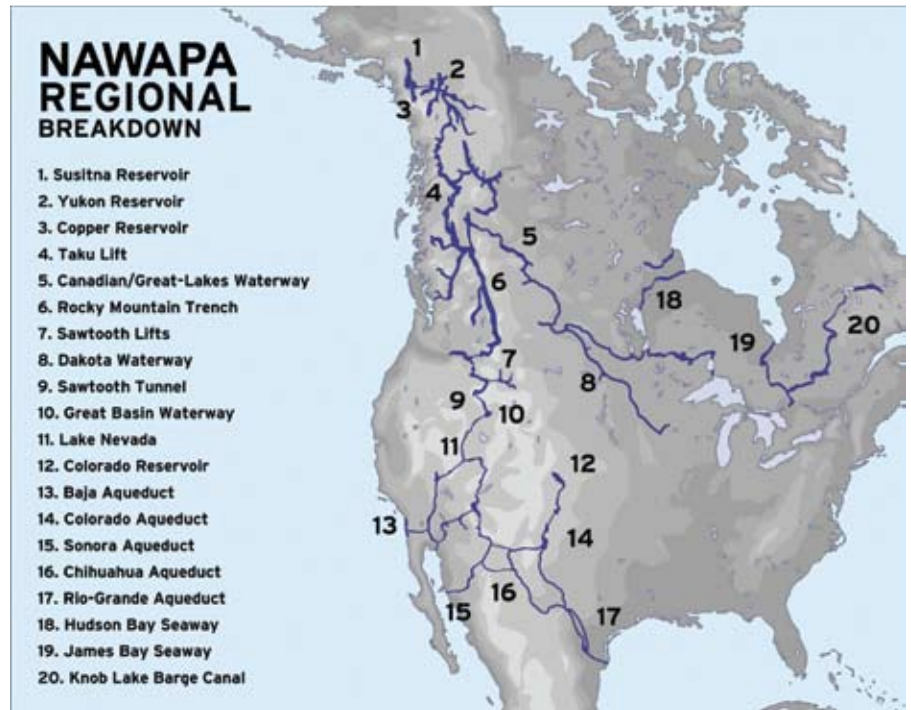 NAWAPA
REGIONAL
BREAKDOWN
1. Susitna Reservoir
2. Yukon Reservoir
3. Copper Reservoir
4. Taku Lift
5. Canadian/Great-Lakes Waterway
6. Rocky Mountain Trench
7. Sawtooth Lifts
8. Dakota Waterway
9. Sawtooth Tunnel
10. Great Basin Waterway
11. Lake Nevada
12. Colorado Reservoir
13. Baja Aqueduct
14. Colorado Aqueduct
15. Sonora Aqueduct
16. Chihuahua Aqueduct
17. Rio-Grande Aqueduct
18. Hudson Bay Seaway
19. James Bay Seaway
20. Knob Lake Barge Canal
1
2
3
4
5
6
18
19
20
7
8
9
10
11
12
13
14
15
16
17